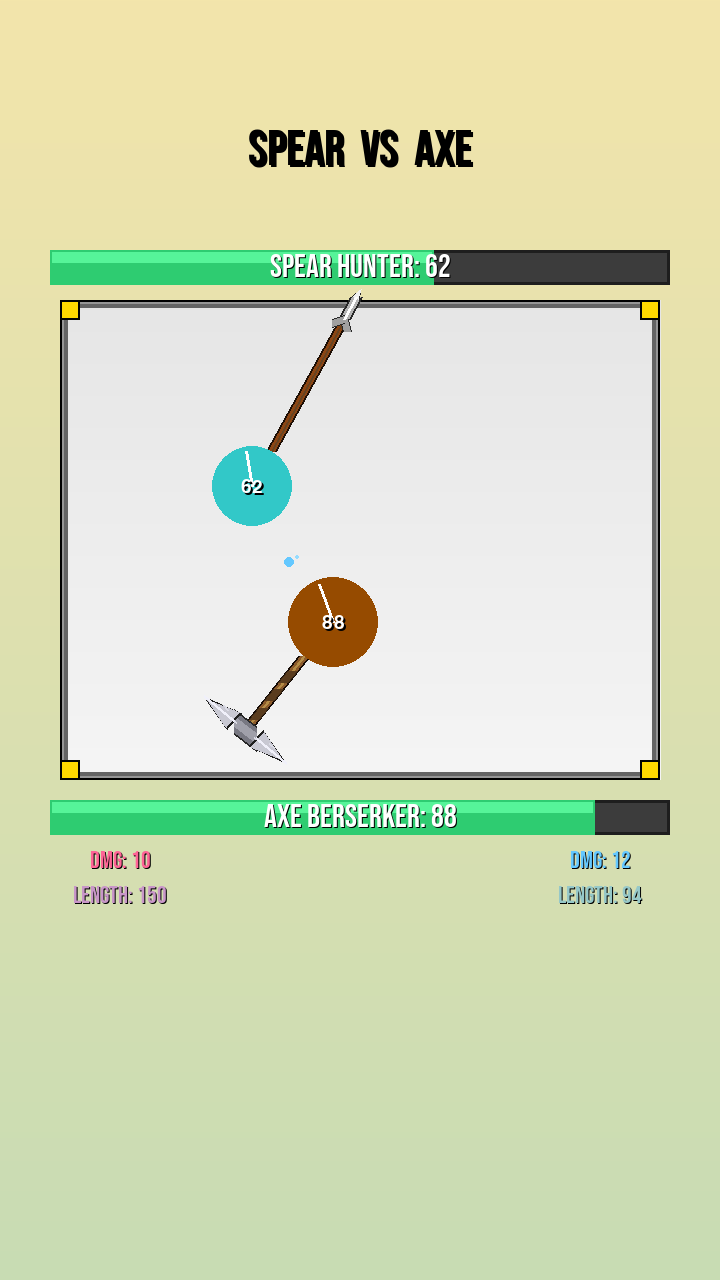 SPEAR VS AXE
SPEAR HUNTER: 62
62
88
AXE BERSERKER: 88
DMG: 10
DMG: 12
LENGTH: 150
LENGTH: 94